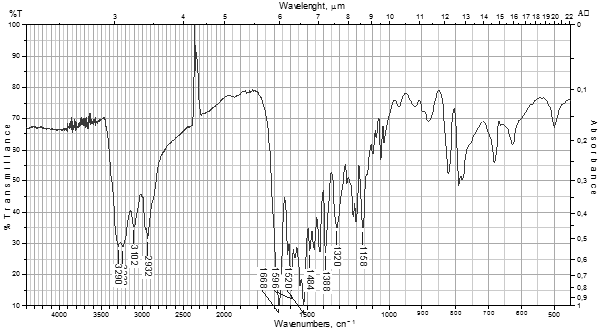 Wavelenght, µm
%T 3 4 5 6 7 8 9 10 11 12 13 14 15 16 17 18 19 20 22
100 90 80 70 60 50 40 30 20 10
% Transmittance
0 0,1 0,2 0,3 0,4 0,5 0,6 0,7 0,8 0,9 1
Absorbance
3290 3102 2932 1668 1596 1520 1484 1388 1320 1158
4000 3500 3000 2500 2000 1500 1000 900 800 700 600 500 450
Wavenumbers, cm⁻¹